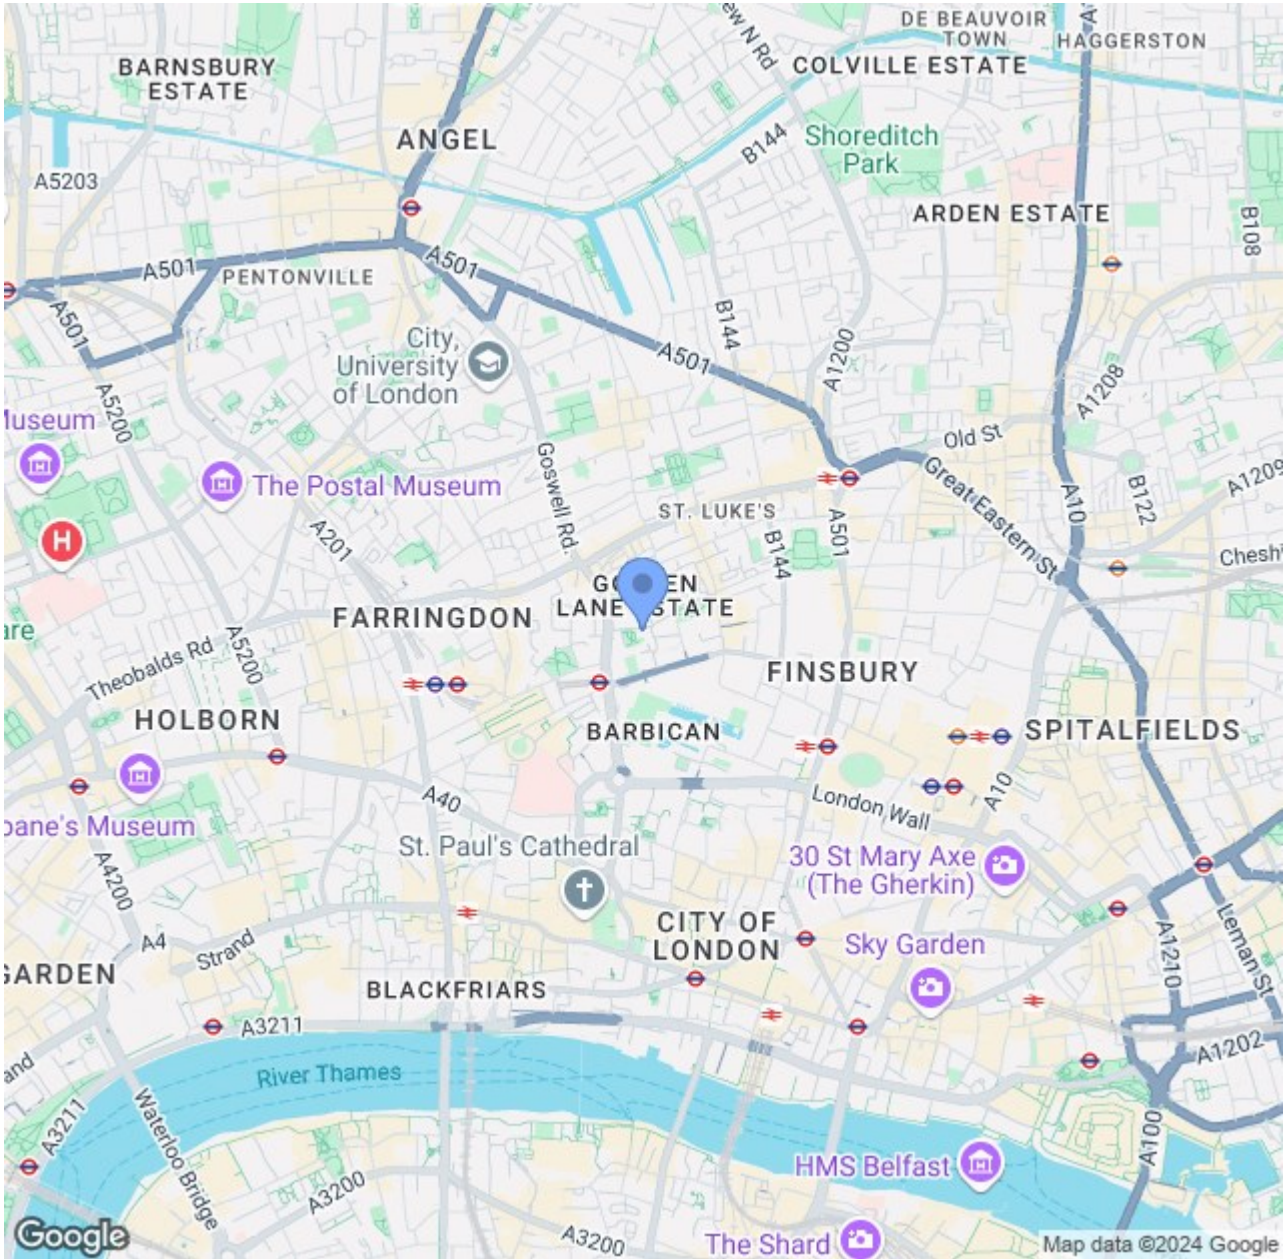 DE BEAUVOIR
TOWN
HAGGERSTON
New N Rd
BARNSBURY
ESTATE
COLVILLE ESTATE
ANGEL
B144
Shoreditch
Park
A5203
ARDEN ESTATE
B108
A501
A501
PENTONVILLE
A501
B144
City,
University
of London
A501
A1200
A1208
A5200
Museum
Old St
Goswell Rd.
Great Eastern St
A10
B122
A1209
The Postal Museum
ST. LUKE'S
A201
A501
B144
H
GOLDEN
LANE ESTATE
FARRINGDON
A5200
Theobalds Rd
FINSBURY
HOLBORN
BARBICAN
SPITALFIELDS
A40
London Wall
A10
oane's Museum
St. Paul's Cathedral
30 St Mary Axe
(The Gherkin)
A4200
CITY OF
LONDON
A4
Strand
Sky Garden
A1210
Leman St
GARDEN
BLACKFRIARS
A3211
A1202
River Thames
A3211
Waterloo Bridge
A100
HMS Belfast
A3200
A3200
The Shard
Google
Map data ©2024 Google